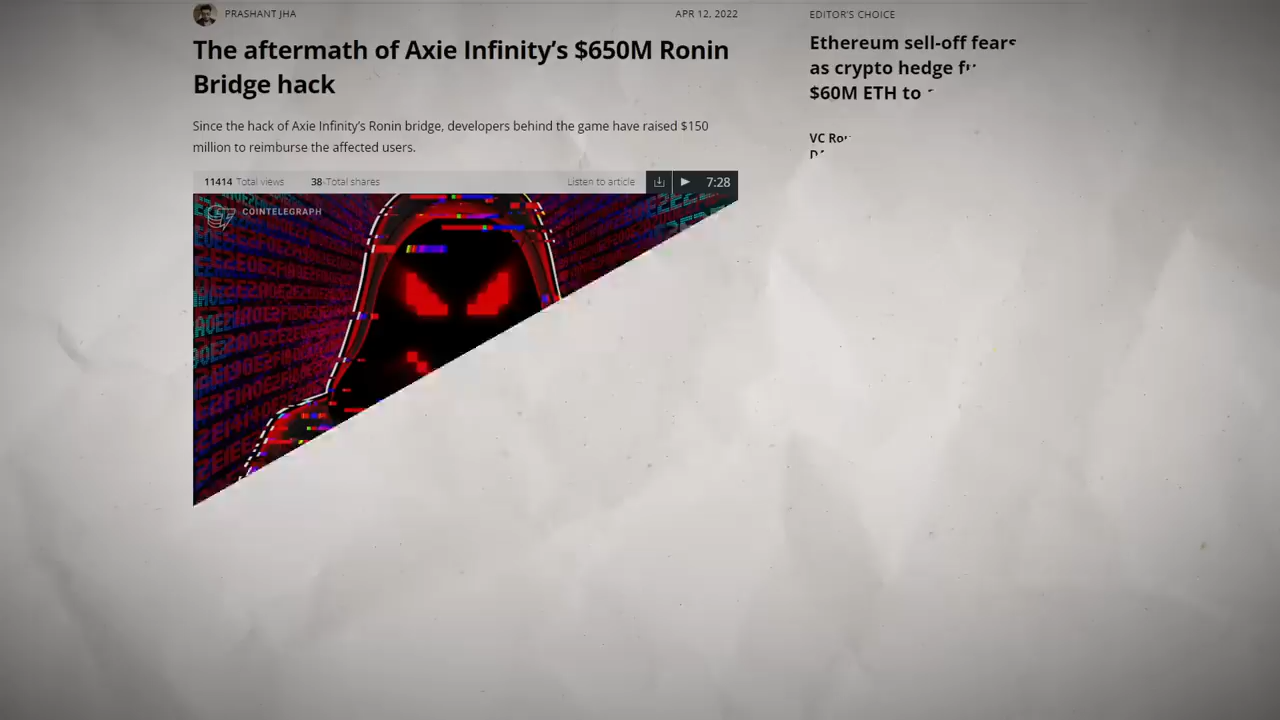 PRASHANT JHA
APR 12, 2022
The aftermath of Axie Infinity’s $650M Ronin
Bridge hack
Since the hack of Axie Infinity’s Ronin bridge, developers behind the game have raised $150
million to reimburse the affected users.
11414 Total views 38 Total shares
Listen to article 7:28
COINTELEGRAPH
EDITOR’S CHOICE
Ethereum sell-off fears
as crypto hedge
$60M ETH to
VC